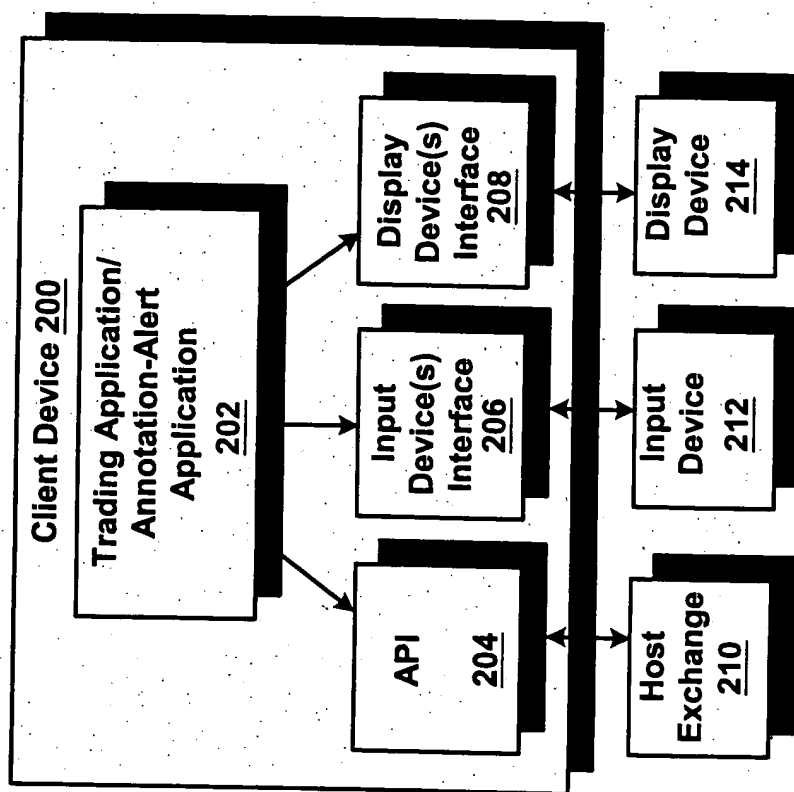 Client Device 200
Trading Application/
Annotation-Alert
Application
202
API
204
Input
Device(s)
Interface
206
Display
Device(s)
Interface
208
Host
Exchange
210
Input
Device
212
Display
Device
214